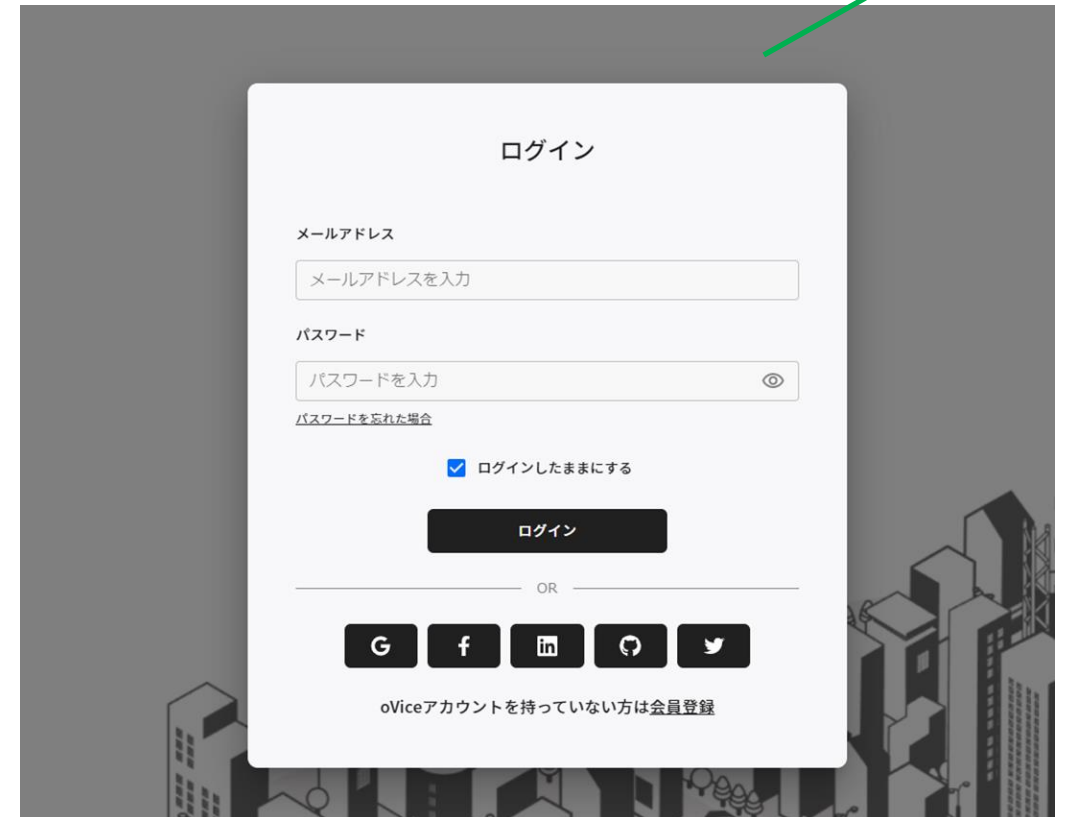 ログイン
メールアドレス
メールアドレスを入力
パスワード
パスワードを入力
パスワードを忘れた場合
ログインしたままにする
ログイン
OR
oViceアカウントを持っていない方は会員登録